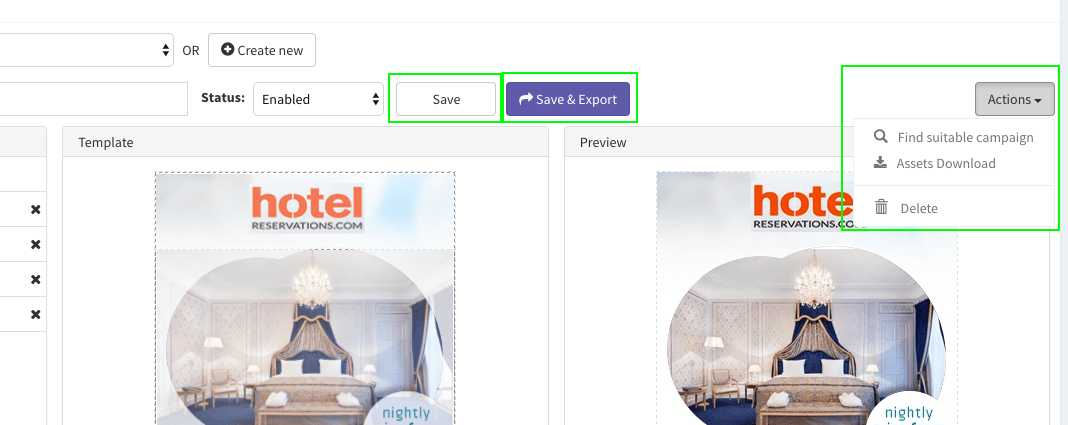 OR Create new
Status: Enabled Save Save & Export Actions
Find suitable campaign
Assets Download
Delete
Template
Preview
hotel
RESERVATIONS.COM
nightly
hote
RESERVATIONS.CO
nightly